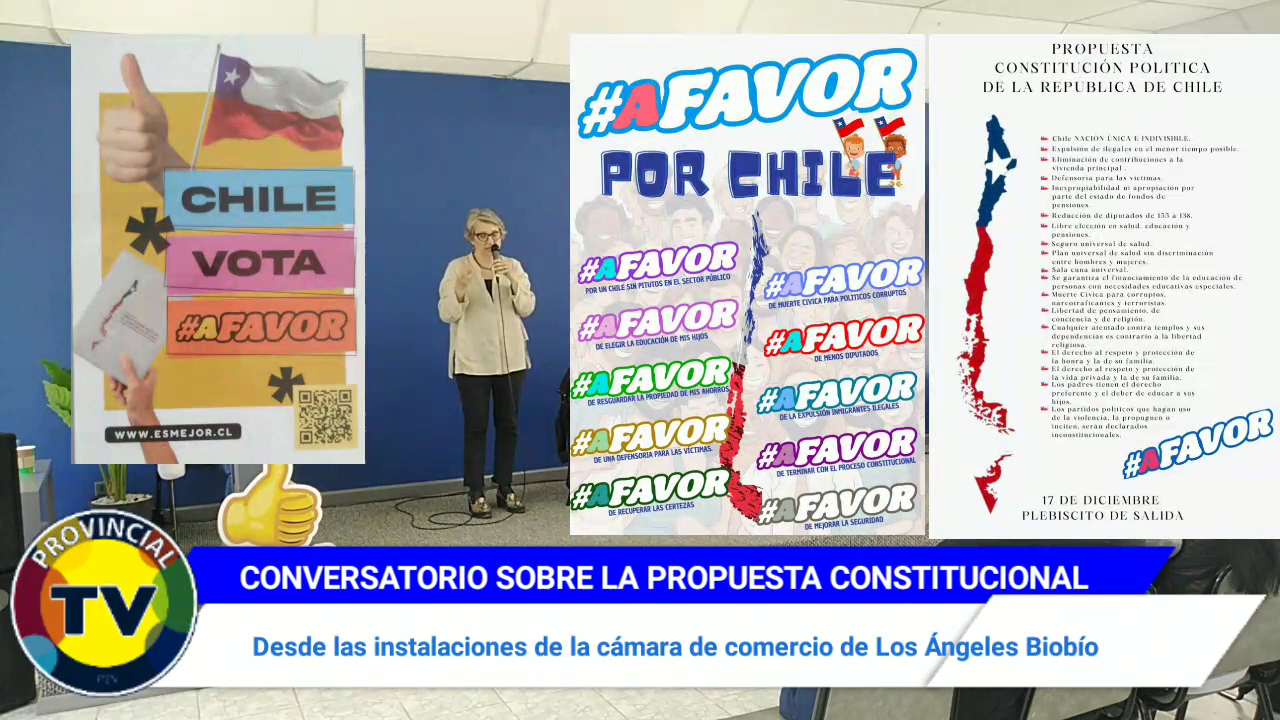 CHILE
VOTA
#AFAVOR
WWW.ESMEJOR.CL
#AFAVOR
POR CHILE
#AFAVOR
POR UN CHILE SIN PITUTOS EN EL SECTOR PÚBLICO
#AFAVOR
DE ELEGIR LA EDUCACIÓN DE MIS HIJOS
#AFAVOR
DE RESGUARDAR LA PROPIEDAD DE MIS AHORROS
#AFAVOR
DE UNA DEFENSORIA PARA LAS VÍCTIMAS.
#AFAVOR
DE RECUPERAR LAS CERTEZAS
#AFAVOR
DE MUERTE CÍVICA PARA POLITICOS CORRUPTOS
#AFAVOR
DE MENOS DIPUTADOS
#AFAVOR
DE LA EXPULSIÓN INMIGRANTES ILEGALES
#AFAVOR
DE TERMINAR CON EL PROCESO CONSTITUCIONAL
#AFAVOR
DE MEJORAR LA SEGURIDAD
PROPUESTA
CONSTITUCIÓN POLITICA
DE LA REPUBLICA DE CHILE
Chile NACION ÚNICA E INDIVISIBLE.
Expulsión de ilegales en el menor tiempo posible.
Eliminación de contribuciones a la
vivienda principal .
Defensoria para las victimas.
Inexpropiabilidad ni apropiación por
parte del estado de fondos de
pensiones.
Reducción de diputados de 155 a 138.
Libre elección en salud, educación y
pensiones.
Seguro universal de salud.
Plan universal de salud sin discriminación
entre hombres y mujeres.
Sala cuna universal.
Se garantiza el financiamiento de la educación de
personas con necesidades educativas especiales.
Muerte Civica para corruptos,
narcotraficantes y terroristas.
Libertad de pensamiento, de
conciencia y de religión.
Cualquier atentado contra templos y sus
dependencias es contrario a la libertad
religiosa.
El derecho al respeto y protección de
la honra y la de su familia.
El derecho al respeto y protección de
la vida privada y la de su familia.
Los padres tienen el derecho
preferente y el deber de educar a sus
hijos.
Los partidos politicos que hagan uso
de la violencia, la propuguen o
inciten, serán declarados
inconstitucionales.
#AFAVOR
17 DE DICIEMBRE
PLEBISCITO DE SALIDA
PROVINCIAL
TV
PTV
CONVERSATORIO SOBRE LA PROPUESTA CONSTITUCIONAL
Desde las instalaciones de la cámara de comercio de Los Ángeles Biobío